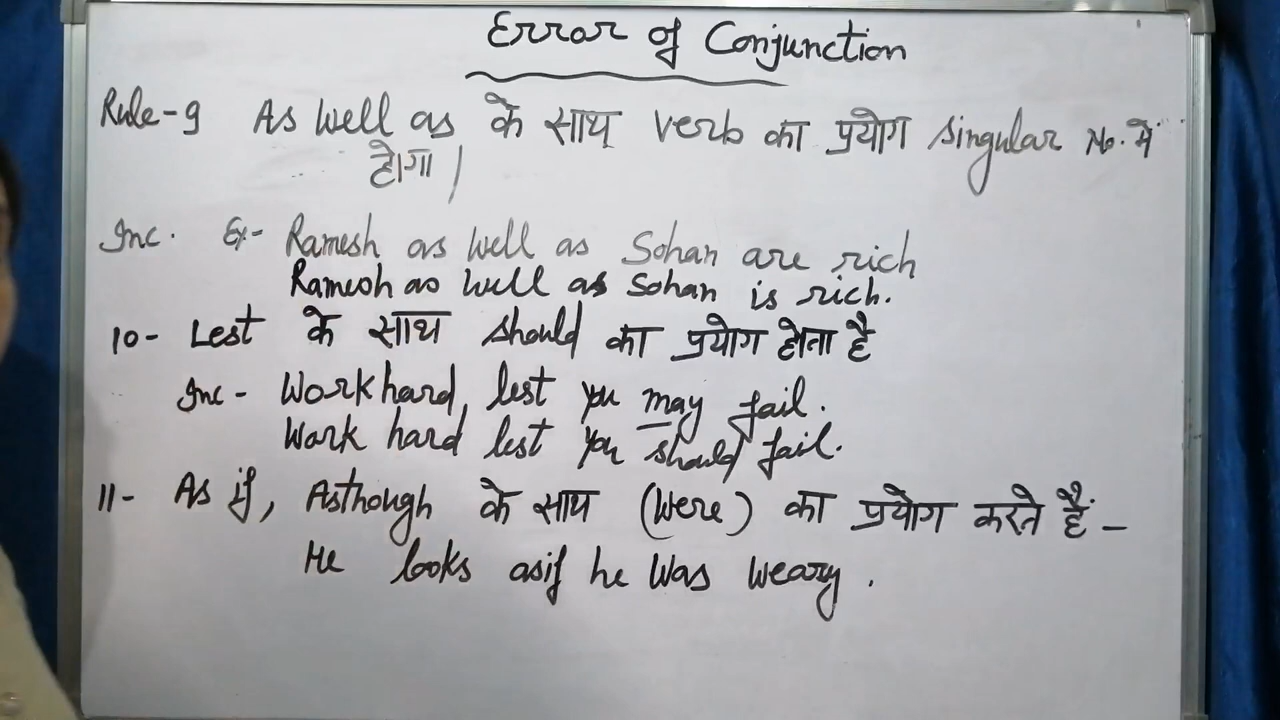 Error of Conjunction
Rule-9 As Well as के साथ verb का प्रयोग singular No. में
होगा।
Inc. Ex- Ramesh as well as Sohan are rich
Ramesh as well as Sohan is rich.
10- Lest के साथ should का प्रयोग होता है
Inc- Work hard, lest you may fail.
Work hard lest you should fail.
11- As if, Asthough के साथ (Were) का प्रयोग करते हैं-
He looks asif he was weary.